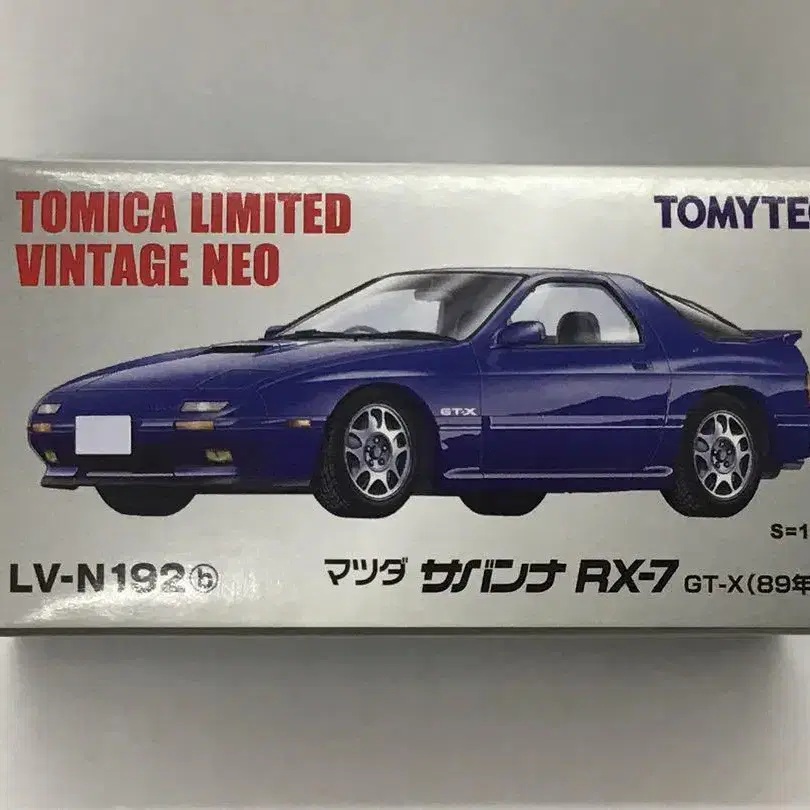 TOMICA LIMITED
VINTAGE NEO
TOMYTE
GT-X
S=1
LV-N192ⓑ
マツダ サバンナ RX-7 GT-X(89年